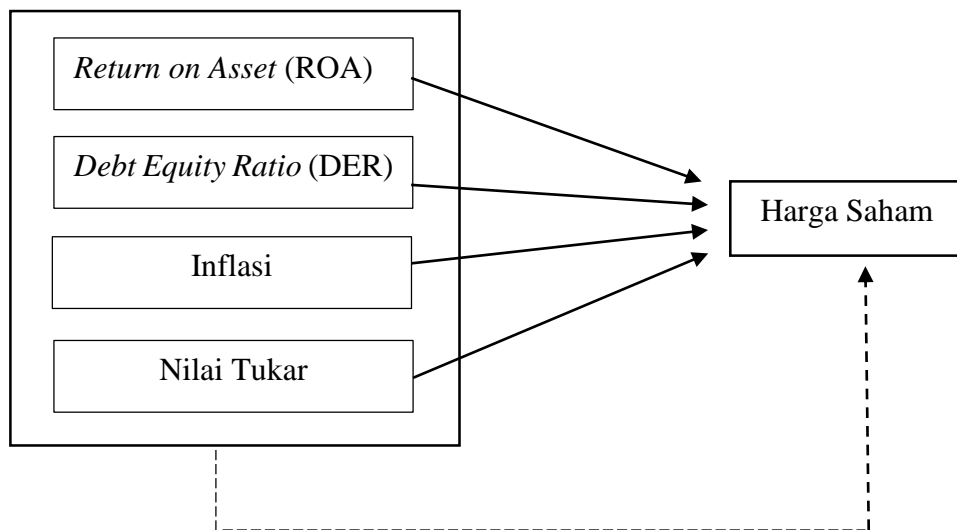 Return on Asset (ROA)
Debt Equity Ratio (DER)
Inflasi
Nilai Tukar
Harga Saham